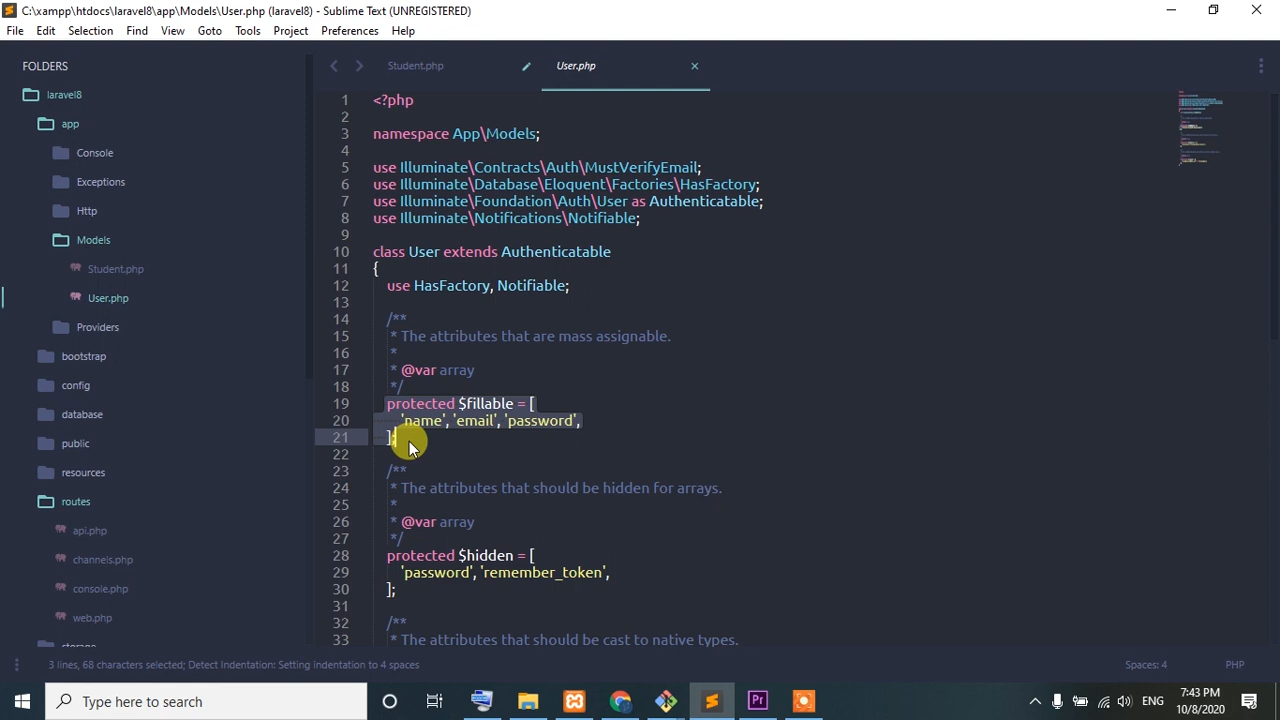 C:\xampp\htdocs\laravel8\app\Models\User.php (laravel8) - Sublime Text (UNREGISTERED)
File Edit Selection Find View Goto Tools Project Preferences Help
FOLDERS
laravel8
app
Console
Exceptions
Http
Models
Student.php
User.php
Providers
bootstrap
config
database
public
resources
routes
api.php
channels.php
console.php
web.php
storage
Student.php User.php
1 <?php
2
3 namespace App\Models;
4
5 use Illuminate\Contracts\Auth\MustVerifyEmail;
6 use Illuminate\Database\Eloquent\Factories\HasFactory;
7 use Illuminate\Foundation\Auth\User as Authenticatable;
8 use Illuminate\Notifications\Notifiable;
9
10 class User extends Authenticatable
11 {
12 use HasFactory, Notifiable;
13
14 /**
15 * The attributes that are mass assignable.
16 *
17 * @var array
18 */
19 protected $fillable = [
20 'name', 'email', 'password',
21 ];
22
23 /**
24 * The attributes that should be hidden for arrays.
25 *
26 * @var array
27 */
28 protected $hidden = [
29 'password', 'remember_token',
30 ];
31
32 /**
33 * The attributes that should be cast to native types.
3 lines, 68 characters selected; Detect Indentation: Setting indentation to 4 spaces Spaces: 4 PHP
Type here to search Pr ENG 7:43 PM
10/8/2020